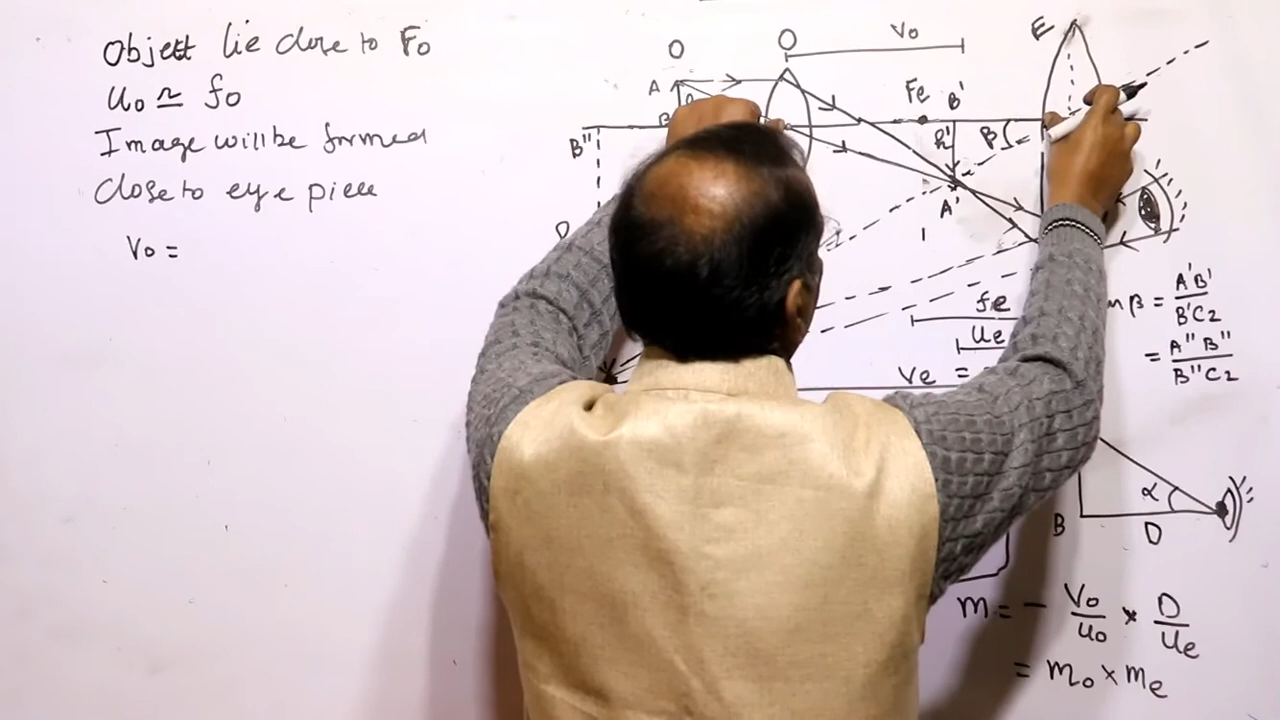 Object lie close to Fo
uo ≃ fo
Image will be formed
close to eye piece
Vo =
O
O
Vo
E
A
B
Fe
B'
β
B"
A'
fe
ue
Ve =
β = A'B' / B'C2
= A"B" / B"C2
α
B
D
m = - Vo/uo × D/ue
= mo × me